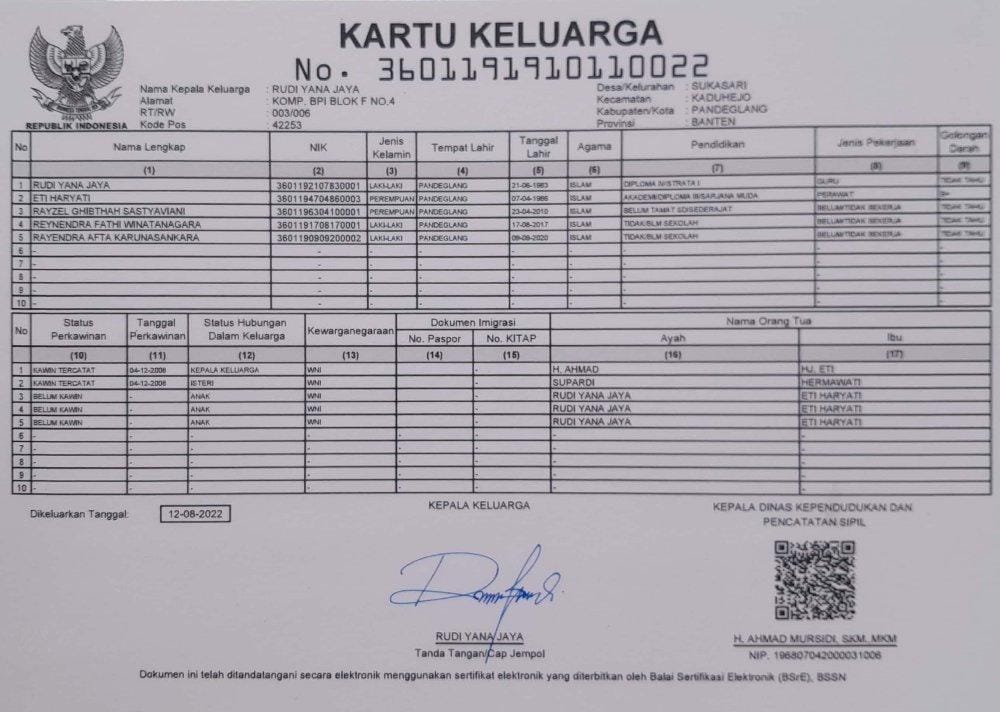 KARTU KELUARGA
No. 3601191910110022
Nama Kepala Keluarga : RUDI YANA JAYA
Alamat : KOMP. BPI BLOK F NO.4
RT/RW : 003/006
Kode Pos : 42253
Desa/Kelurahan : SUKASARI
Kecamatan : KADUHEJO
Kabupaten/Kota : PANDEGLANG
Provinsi : BANTEN
REPUBLIK INDONESIA
No Nama Lengkap NIK Jenis Kelamin Tempat Lahir Tanggal Lahir Agama Pendidikan Jenis Pekerjaan Golongan Darah
(1) (2) (3) (4) (5) (6) (7) (8) (9)
1 RUDI YANA JAYA 3601192107830001 LAKI-LAKI PANDEGLANG 21-06-1983 ISLAM DIPLOMA IV/STRATA I GURU TIDAK TAHU
2 ETI HARYATI 3601194704860003 PEREMPUAN PANDEGLANG 07-04-1986 ISLAM AKADEMI/DIPLOMA III/SARJANA MUDA PERAWAT
3 RAYZEL GHIBTHAH SASTYAVIANI 3601196304100001 PEREMPUAN PANDEGLANG 23-04-2010 ISLAM BELUM TAMAT SD/SEDERAJAT BELUM/TIDAK BEKERJA TIDAK TAHU
4 REYNENDRA FATHI WINATANAGARA 3601191708170001 LAKI-LAKI PANDEGLANG 17-08-2017 ISLAM TIDAK/BLM SEKOLAH BELUM/TIDAK BEKERJA TIDAK TAHU
5 RAYENDRA AFTA KARUNASANKARA 3601190909200002 LAKI-LAKI PANDEGLANG 09-09-2020 ISLAM TIDAK/BLM SEKOLAH BELUM/TIDAK BEKERJA TIDAK TAHU
6 - - - - - - - - -
7 - - - - - - - - -
8 - - - - - - - - -
9 - - - - - - - - -
10 - - - - - - - - -
No Status Perkawinan Tanggal Perkawinan Status Hubungan Dalam Keluarga Kewarganegaraan Dokumen Imigrasi Nama Orang Tua
No. Paspor No. KITAP Ayah Ibu
(10) (11) (12) (13) (14) (15) (16) (17)
1 KAWIN TERCATAT 04-12-2008 KEPALA KELUARGA WNI - H. AHMAD HJ. ETI
2 KAWIN TERCATAT 04-12-2008 ISTERI WNI - SUPARDI HERMAWATI
3 BELUM KAWIN - ANAK WNI - RUDI YANA JAYA ETI HARYATI
4 BELUM KAWIN - ANAK WNI - RUDI YANA JAYA ETI HARYATI
5 BELUM KAWIN - ANAK WNI - RUDI YANA JAYA ETI HARYATI
6 - - - - - - - -
7 - - - - - - - -
8 - - - - - - - -
9 - - - - - - - -
10 - - - - - - - -
Dikeluarkan Tanggal: 12-08-2022
KEPALA KELUARGA
RUDI YANA JAYA
Tanda Tangan/Cap Jempol
KEPALA DINAS KEPENDUDUKAN DAN
PENCATATAN SIPIL
H. AHMAD MURSIDI, SKM, MKM
NIP. 196807042000031006
Dokumen ini telah ditandatangani secara elektronik menggunakan sertifikat elektronik yang diterbitkan oleh Balai Sertifikasi Elektronik (BSrE), BSSN